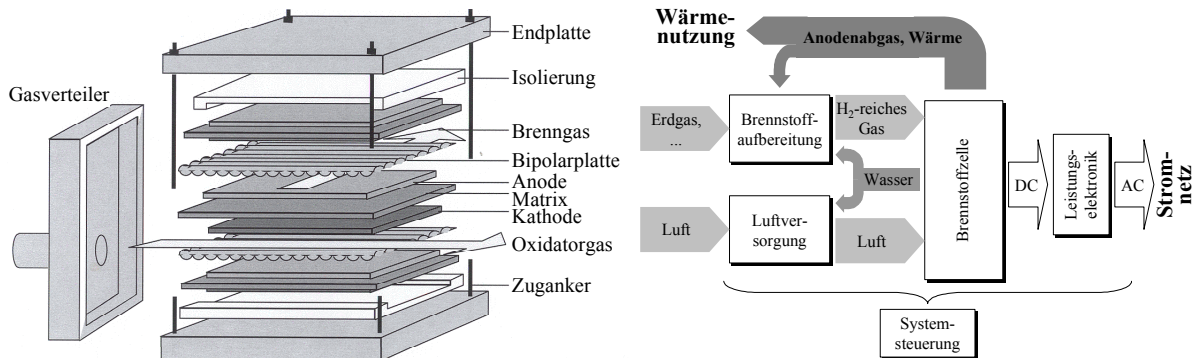 Endplatte
Isolierung
Gasverteiler
Brenngas
Bipolarplatte
Anode
Matrix
Kathode
Oxidatorgas
Zuganker
Wärme-
nutzung
Anodenabgas, Wärme
Erdgas,
...
Brennstoff-
aufbereitung
H₂-reiches
Gas
Wasser
Luft
Luftver-
sorgung
Luft
Brennstoffzelle
DC
Leistungs-
elektronik
AC
Strom-
netz
System-
steuerung